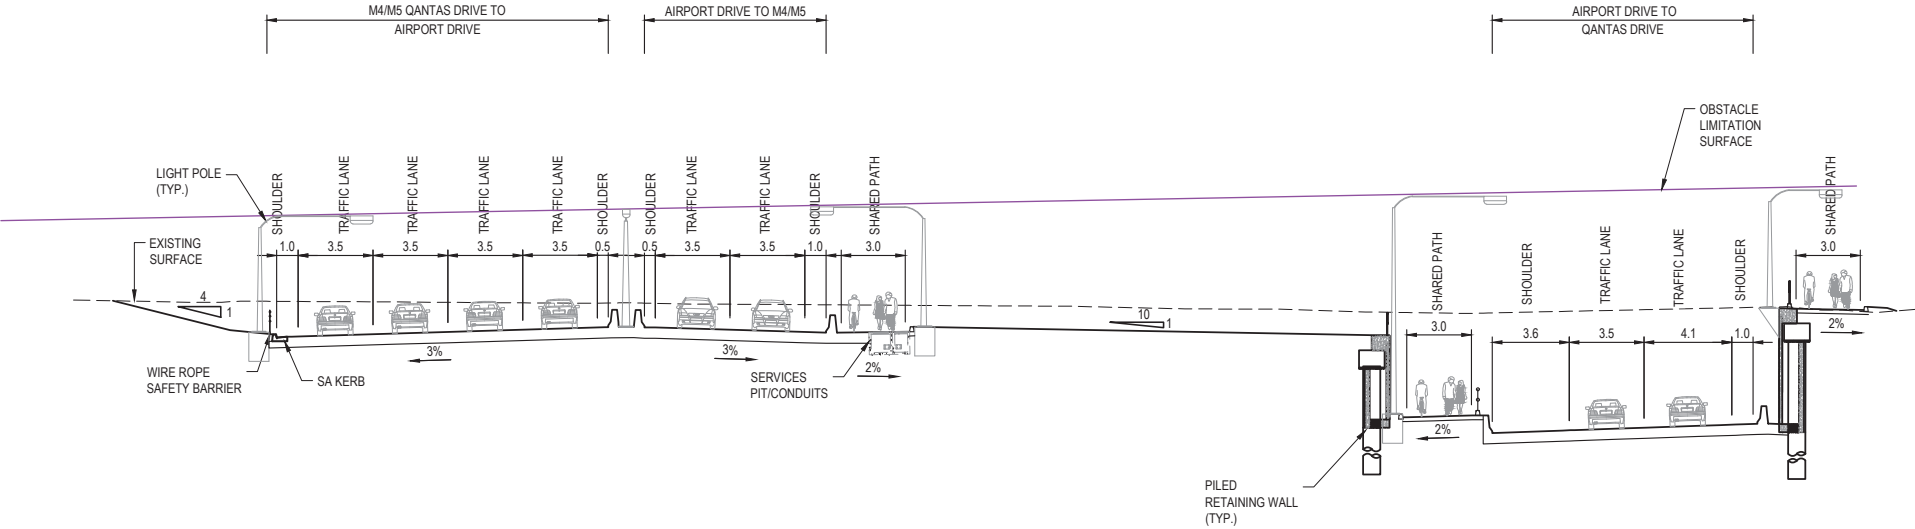 M4/M5 QANTAS DRIVE TO
AIRPORT DRIVE
AIRPORT DRIVE TO M4/M5
AIRPORT DRIVE TO
QANTAS DRIVE
OBSTACLE
LIMITATION
SURFACE
LIGHT POLE
(TYP.)
SHOULDER
TRAFFIC LANE
TRAFFIC LANE
TRAFFIC LANE
TRAFFIC LANE
SHOULDER
SHOULDER
TRAFFIC LANE
TRAFFIC LANE
SHOULDER
SHARED PATH
SHARED PATH
SHOULDER
TRAFFIC LANE
TRAFFIC LANE
SHOULDER
SHARED PATH
EXISTING
SURFACE
1.0
3.5
3.5
3.5
3.5
0.5
0.5
3.5
3.5
1.0
3.0
3.0
4
1
10
1
3.0
3.6
3.5
4.1
1.0
2%
3%
3%
2%
2%
WIRE ROPE
SAFETY BARRIER
SA KERB
SERVICES
PIT/CONDUITS
PILED
RETAINING WALL
(TYP.)